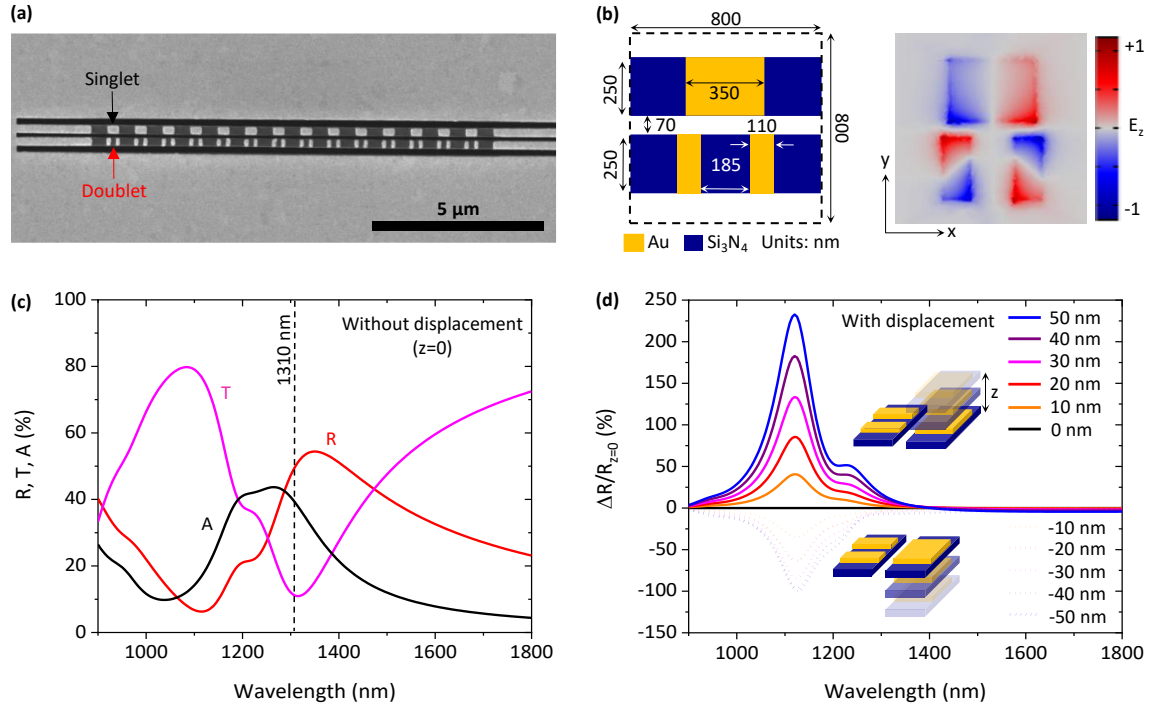 (a)
Singlet
Doublet
5 µm
(b)
800
250
350
70
110
800
250
185
Au Si₃N₄ Units: nm
y
x
+1
E_z
-1
(c)
100
80
60
40
20
0
R, T, A (%)
Without displacement
(z=0)
1310 nm
T
R
A
1000 1200 1400 1600 1800
Wavelength (nm)
(d)
250
200
150
100
50
0
-50
-100
-150
ΔR/R_z=0 (%)
With displacement
50 nm
40 nm
30 nm
20 nm
10 nm
0 nm
z
-10 nm
-20 nm
-30 nm
-40 nm
-50 nm
1000 1200 1400 1600 1800
Wavelength (nm)